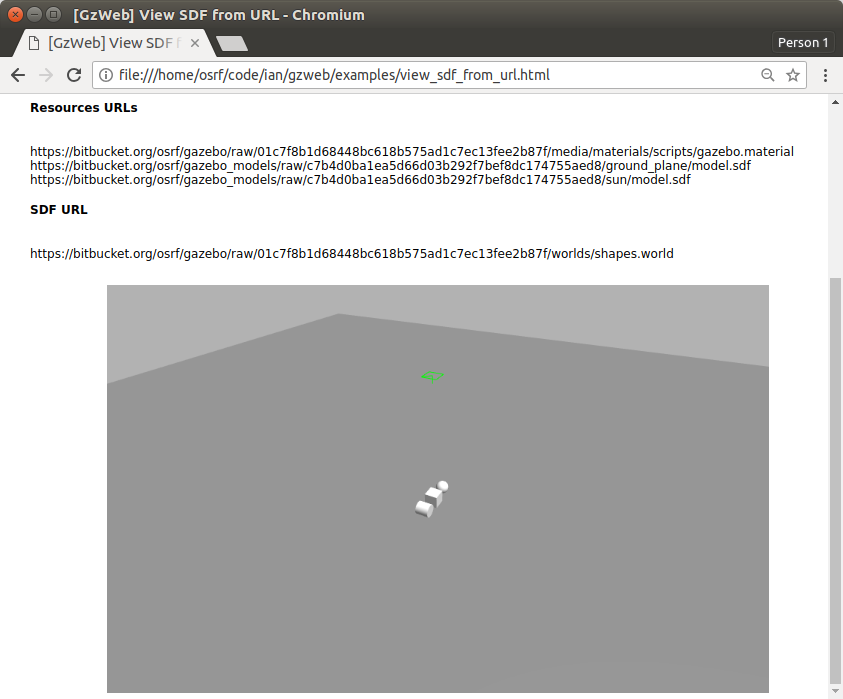 [GzWeb] View SDF from URL - Chromium
[GzWeb] View SDF f
Person 1
file:///home/osrf/code/ian/gzweb/examples/view_sdf_from_url.html
Resources URLs
https://bitbucket.org/osrf/gazebo/raw/01c7f8b1d68448bc618b575ad1c7ec13fee2b87f/media/materials/scripts/gazebo.material
https://bitbucket.org/osrf/gazebo_models/raw/c7b4d0ba1ea5d66d03b292f7bef8dc174755aed8/ground_plane/model.sdf
https://bitbucket.org/osrf/gazebo_models/raw/c7b4d0ba1ea5d66d03b292f7bef8dc174755aed8/sun/model.sdf
SDF URL
https://bitbucket.org/osrf/gazebo/raw/01c7f8b1d68448bc618b575ad1c7ec13fee2b87f/worlds/shapes.world